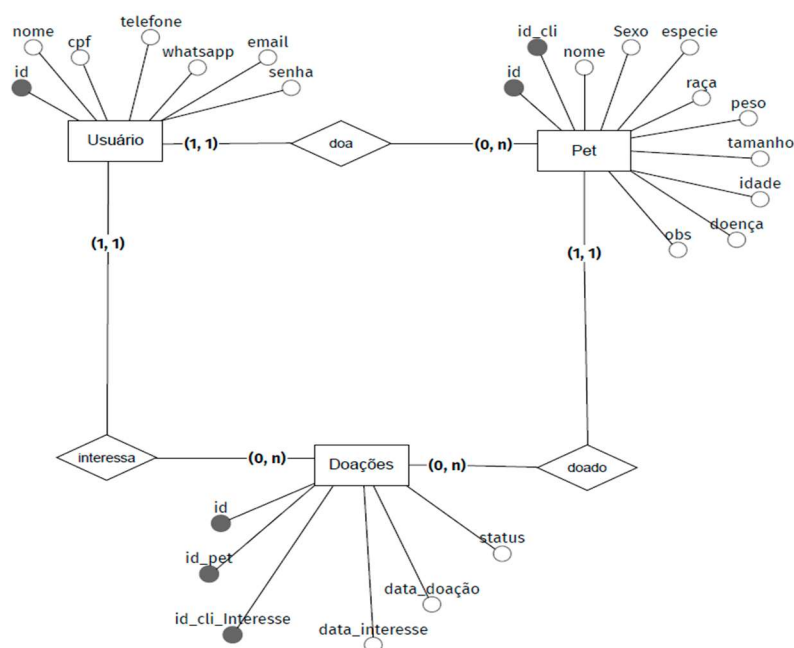 telefone
nome
cpf
email
whatsapp
id
senha
Usuário
(1, 1)
doa
(0, n)
id_cli
Sexo
especie
nome
id
raça
peso
tamanho
Pet
idade
doença
obs
(1, 1)
(1, 1)
interessa
(0, n)
Doações
(0, n)
doado
id
status
id_pet
data_doação
id_cli_Interesse
data_interesse